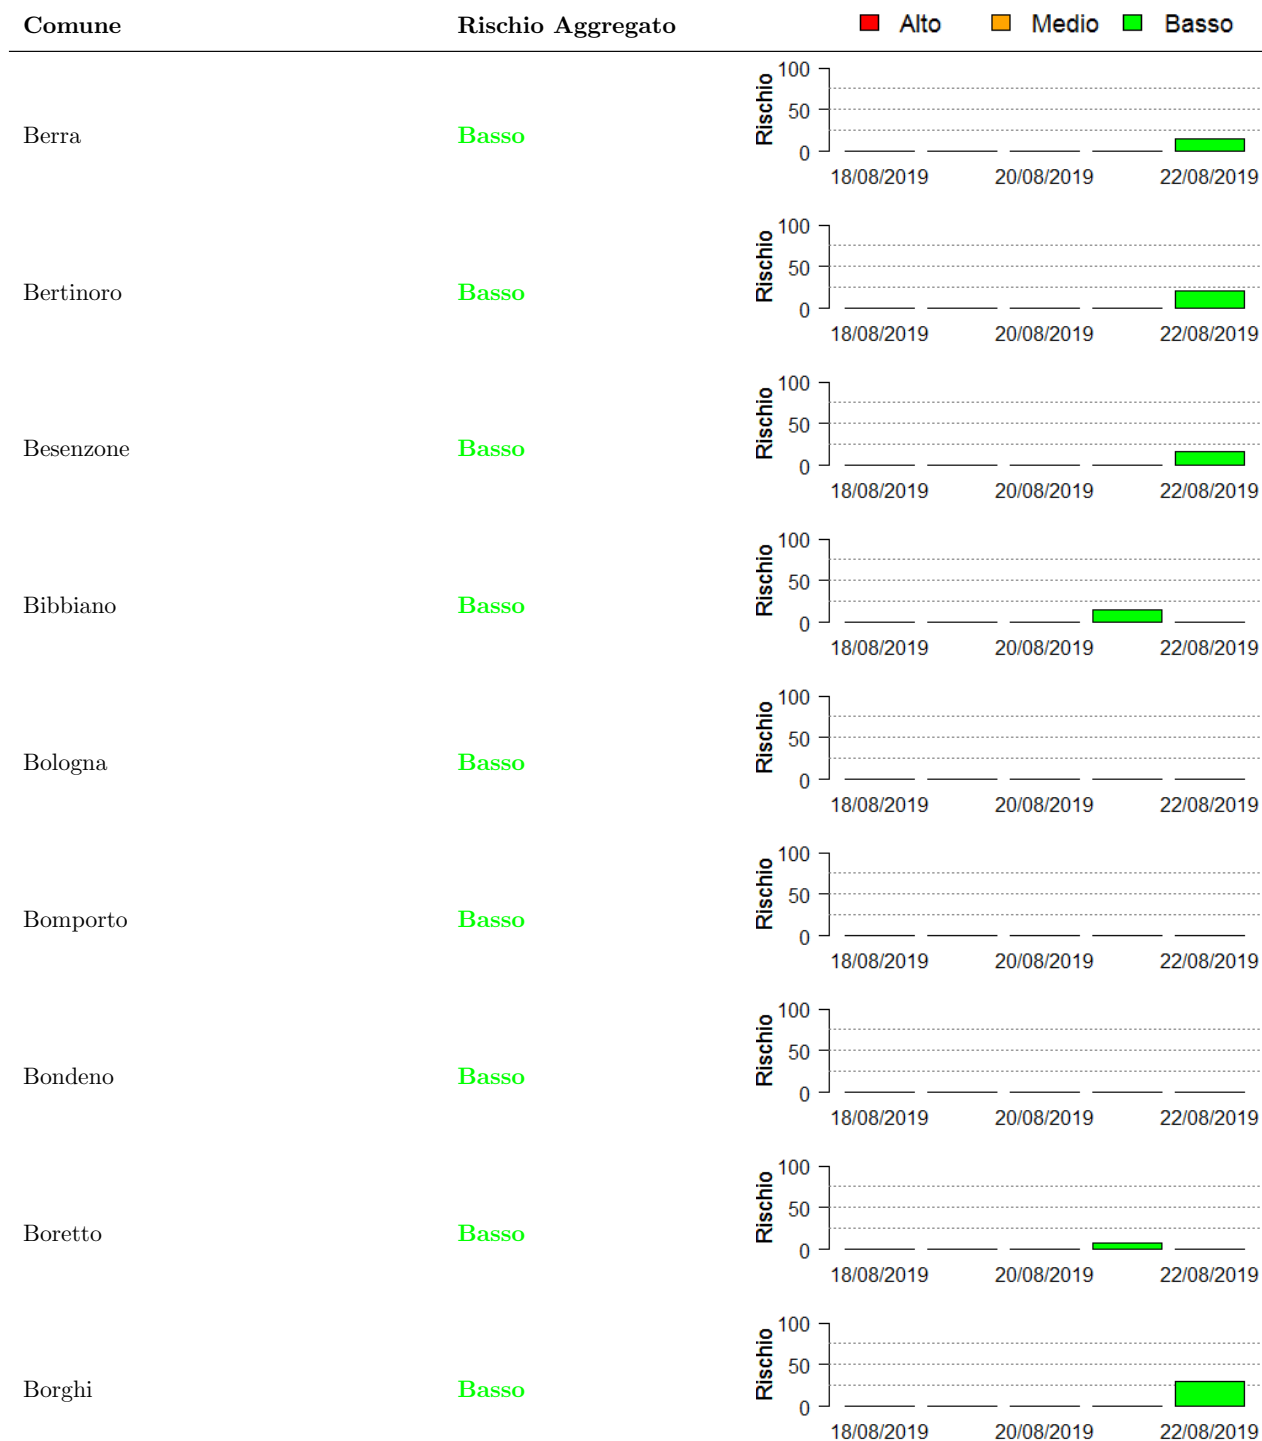 Comune Rischio Aggregato Alto Medio Basso
Berra Basso Rischio 100 50 0
18/08/2019 20/08/2019 22/08/2019
Bertinoro Basso Rischio 100 50 0
18/08/2019 20/08/2019 22/08/2019
Besenzone Basso Rischio 100 50 0
18/08/2019 20/08/2019 22/08/2019
Bibbiano Basso Rischio 100 50 0
18/08/2019 20/08/2019 22/08/2019
Bologna Basso Rischio 100 50 0
18/08/2019 20/08/2019 22/08/2019
Bomporto Basso Rischio 100 50 0
18/08/2019 20/08/2019 22/08/2019
Bondeno Basso Rischio 100 50 0
18/08/2019 20/08/2019 22/08/2019
Boretto Basso Rischio 100 50 0
18/08/2019 20/08/2019 22/08/2019
Borghi Basso Rischio 100 50 0
18/08/2019 20/08/2019 22/08/2019